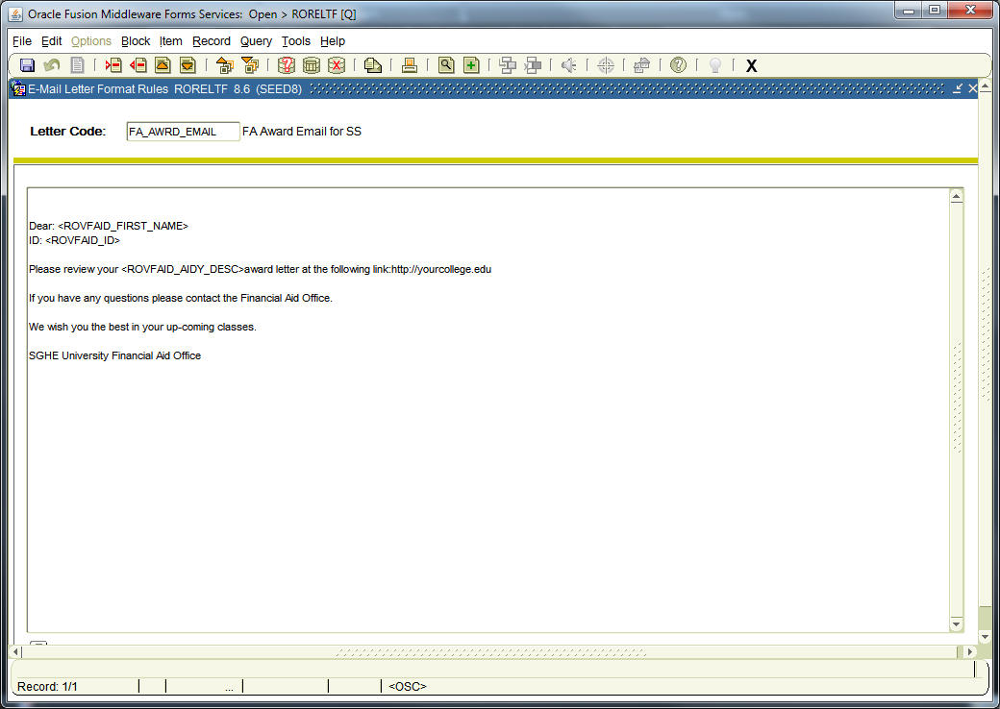 Oracle Fusion Middleware Forms Services:  Open > RORELTF [Q]
File Edit Options Block Item Record Query Tools Help
E-Mail Letter Format Rules  RORELTF  8.6  (SEED8)
Letter Code: FA_AWRD_EMAIL FA Award Email for SS
Dear: <ROVFAID_FIRST_NAME>
ID: <ROVFAID_ID>
Please review your <ROVFAID_AIDY_DESC>award letter at the following link:http://yourcollege.edu
If you have any questions please contact the Financial Aid Office.
We wish you the best in your up-coming classes.
SGHE University Financial Aid Office
Record: 1/1 ... <OSC>